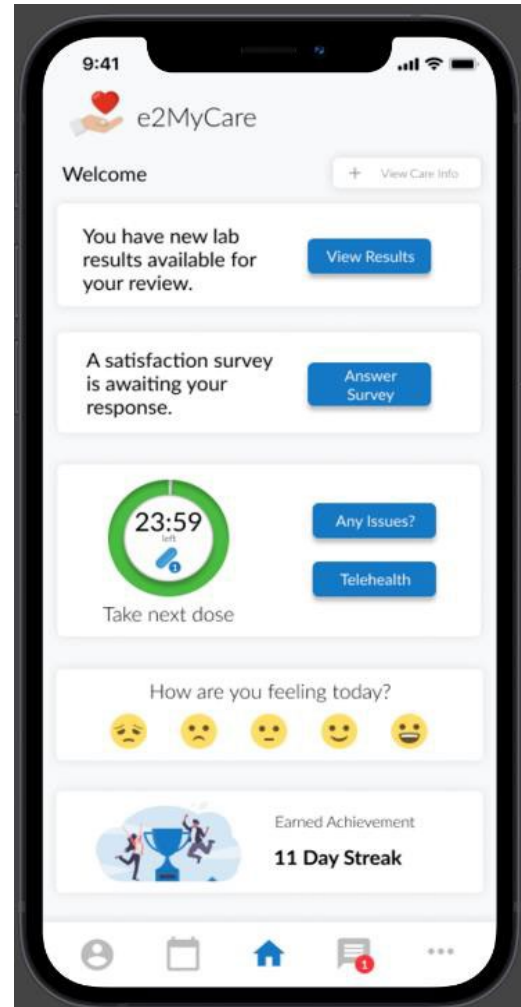 9:41
e2MyCare
Welcome
+ View Care Info
You have new lab
results available for
your review.
View Results
A satisfaction survey
is awaiting your
response.
Answer
Survey
23:59
left
1
Take next dose
Any Issues?
Telehealth
How are you feeling today?
Earned Achievement
11 Day Streak
1